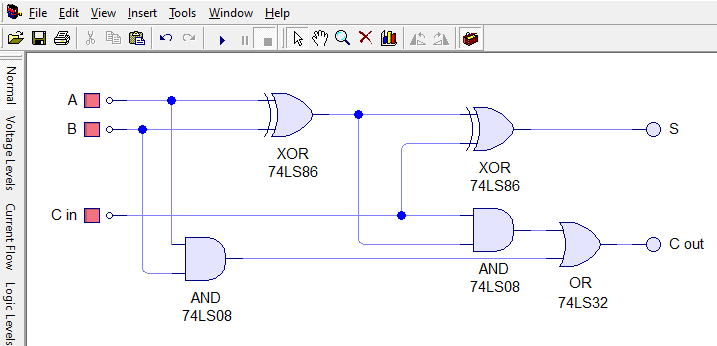 File Edit View Insert Tools Window Help
Normal
Voltage Levels
Current Flow
Logic Levels
A
B
C in
XOR
74LS86
XOR
74LS86
S
AND
74LS08
AND
74LS08
OR
74LS32
C out